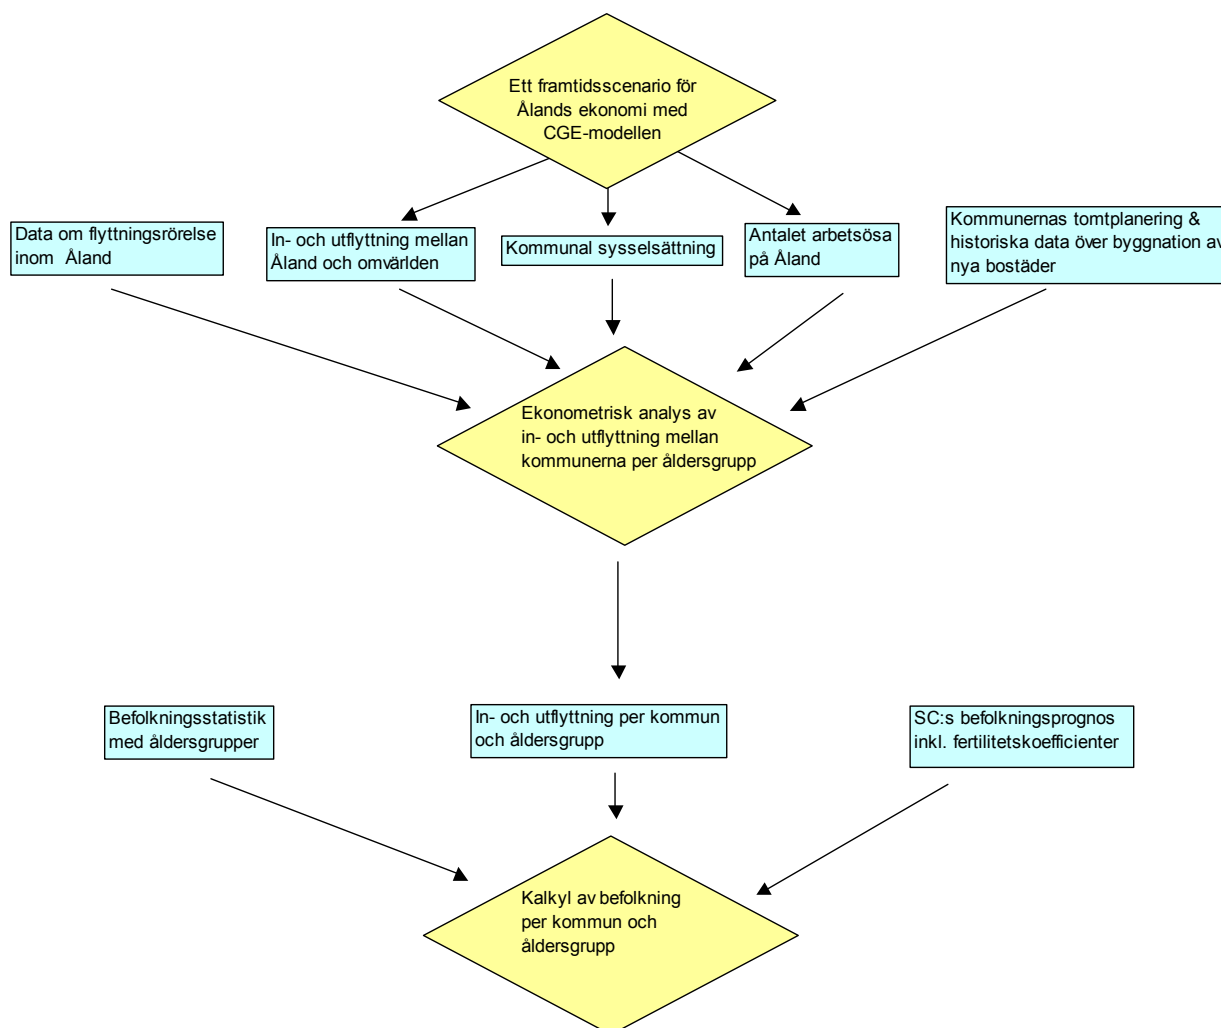 Ett framtidsscenario för
Ålands ekonomi med
CGE-modellen
Data om flyttningsrörelse
inom Åland
In- och utflyttning mellan
Åland och omvärlden
Kommunal sysselsättning
Antalet arbetsösa
på Åland
Kommunernas tomtplanering &
historiska data över byggnation av
nya bostäder
Ekonometrisk analys av
in- och utflyttning mellan
kommunerna per åldersgrupp
Befolkningsstatistik
med åldersgrupper
In- och utflyttning per kommun
och åldersgrupp
SC:s befolkningsprognos
inkl. fertilitetskoefficienter
Kalkyl av befolkning
per kommun och
åldersgrupp